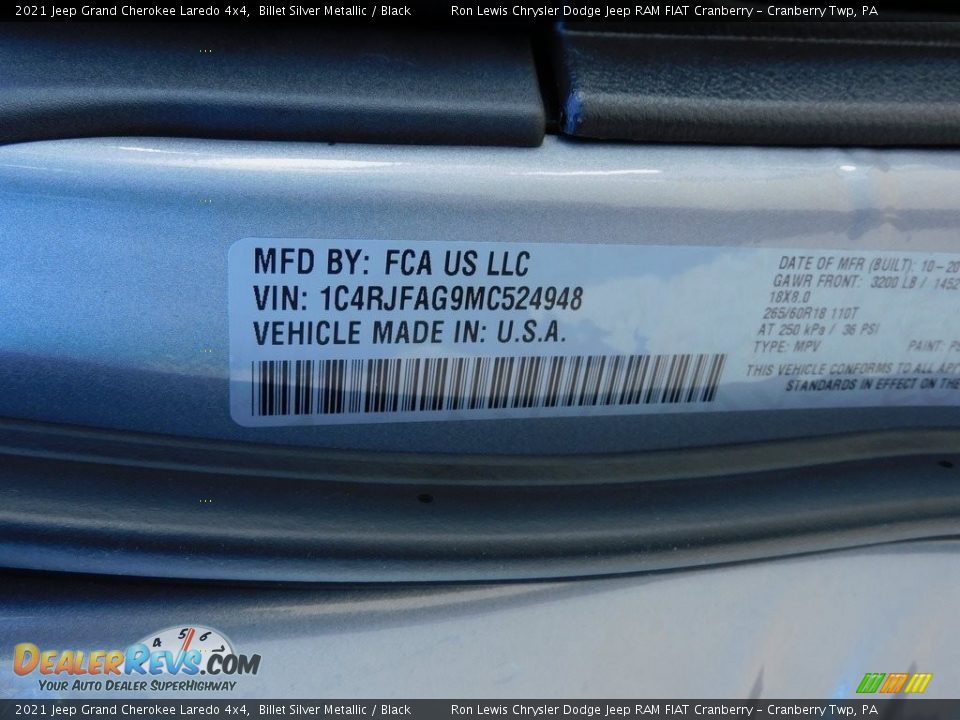 2021 Jeep Grand Cherokee Laredo 4x4, Billet Silver Metallic / Black Ron Lewis Chrysler Dodge Jeep RAM FIAT Cranberry - Cranberry Twp, PA
MFD BY: FCA US LLC
VIN: 1C4RJFAG9MC524948
VEHICLE MADE IN: U.S.A.
DATE OF MFR (BUILT): 10-20
GAWR FRONT: 3200 LB / 1452
18X8.0
265/60R18 110T
AT 250 kPa / 36 PSI
TYPE: MPV PAINT: PS
THIS VEHICLE CONFORMS TO ALL APP
STANDARDS IN EFFECT ON THE
4 5 6
DEALERREVS.COM
YOUR AUTO DEALER SUPERHIGHWAY
2021 Jeep Grand Cherokee Laredo 4x4, Billet Silver Metallic / Black Ron Lewis Chrysler Dodge Jeep RAM FIAT Cranberry - Cranberry Twp, PA